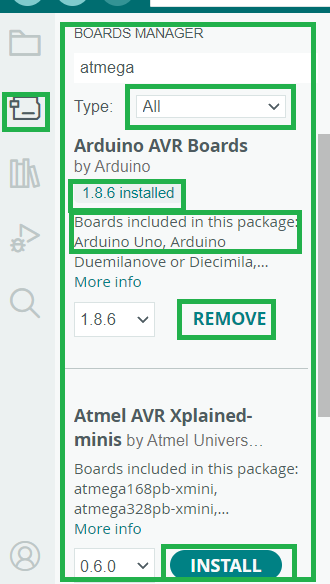 BOARDS MANAGER
atmega
Type: All
Arduino AVR Boards
by Arduino
1.8.6 installed
Boards included in this package:
Arduino Uno, Arduino
Duemilanove or Diecimila,...
More info
1.8.6 REMOVE
Atmel AVR Xplained-
minis by Atmel Univers…
Boards included in this package:
atmega168pb-xmini,
atmega328pb-xmini,...
More info
0.6.0 INSTALL